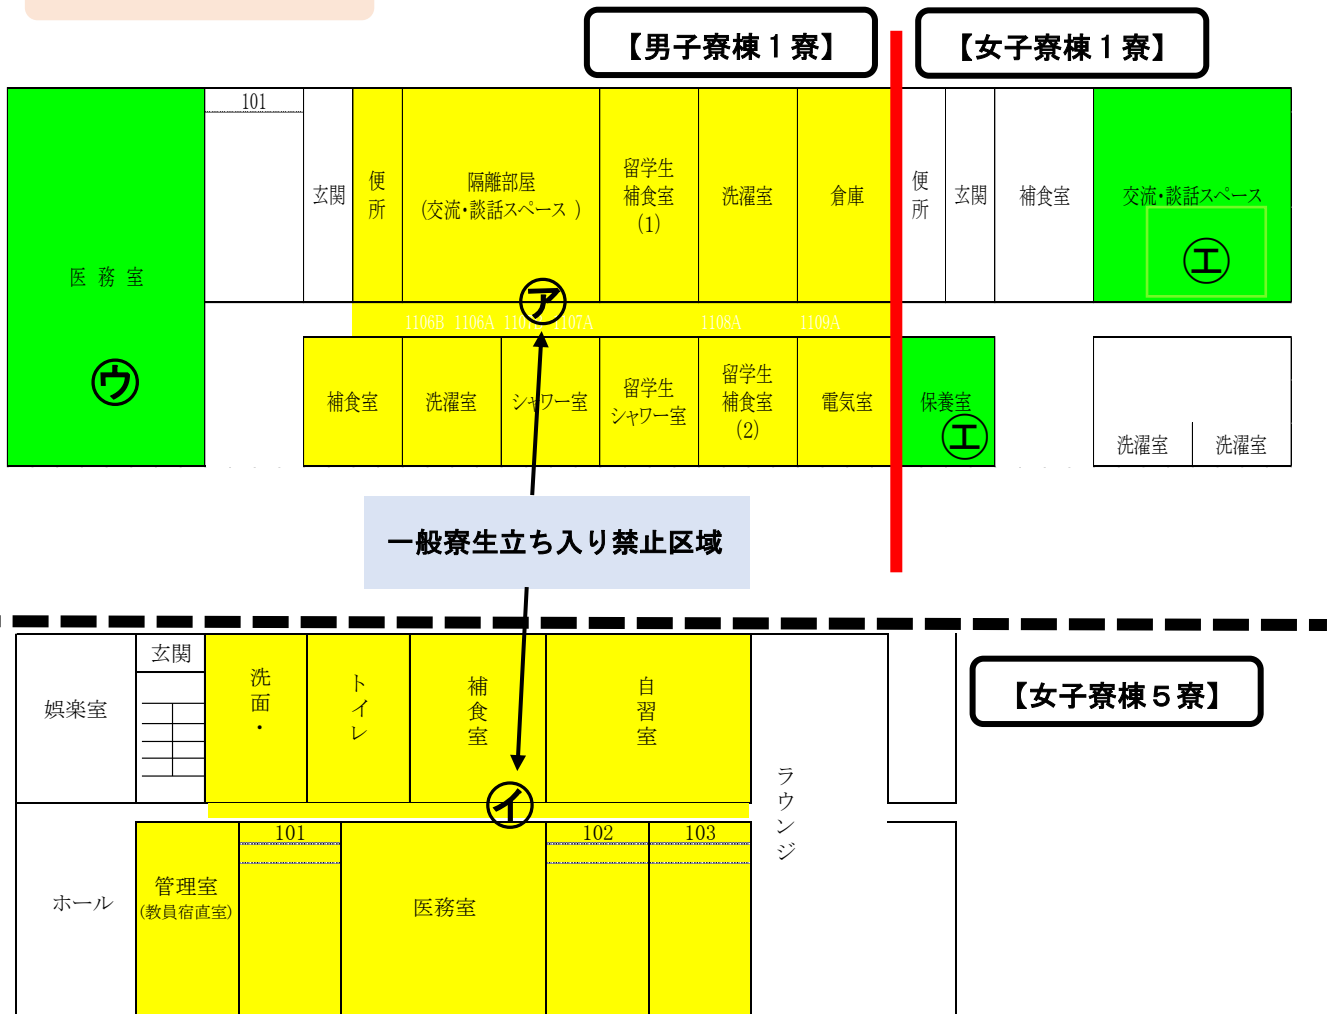 【男子寮棟１寮】
【女子寮棟１寮】
101
玄関
便
所
隔離部屋
(交流・談話スペース )
留学生
補食室
(1)
洗濯室
倉庫
便
所
玄関
補食室
交流・談話スペース
エ
医 務 室
ウ
ア
1106B 1106A 1107B 1107A
1108A
1109A
補食室
洗濯室
シャワー室
留学生
シャワー室
留学生
補食室
(2)
電気室
保養室
エ
洗濯室
洗濯室
一般寮生立ち入り禁止区域
【女子寮棟５寮】
娯楽室
玄関
洗面・
トイレ
補食室
自習室
ラウンジ
イ
ホール
管理室
(教員宿直室)
101
医務室
102
103